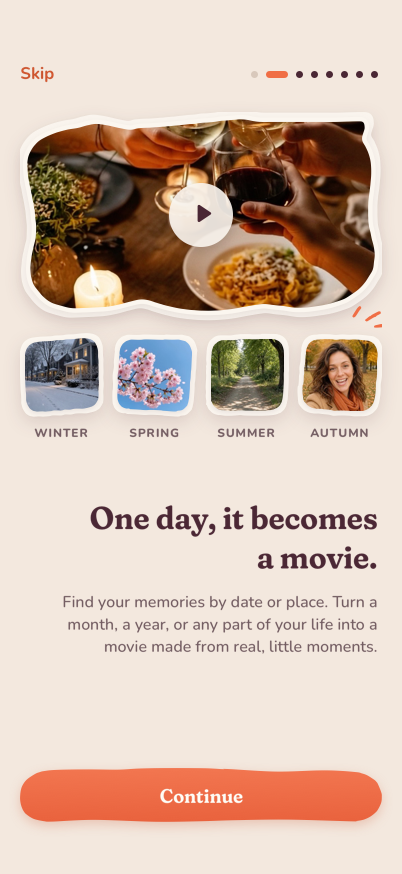 Skip
WINTER
SPRING
SUMMER
AUTUMN
One day, it becomes
a movie.
Find your memories by date or place. Turn a
month, a year, or any part of your life into a
movie made from real, little moments.
Continue